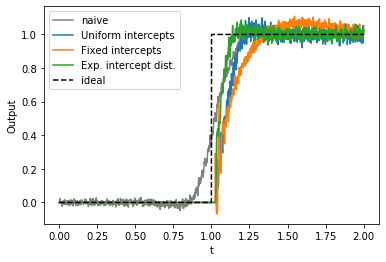 naive
Uniform intercepts
Fixed intercepts
Exp. intercept dist.
ideal
Output
1.0
0.8
0.6
0.4
0.2
0.0
0.00 0.25 0.50 0.75 1.00 1.25 1.50 1.75 2.00
t